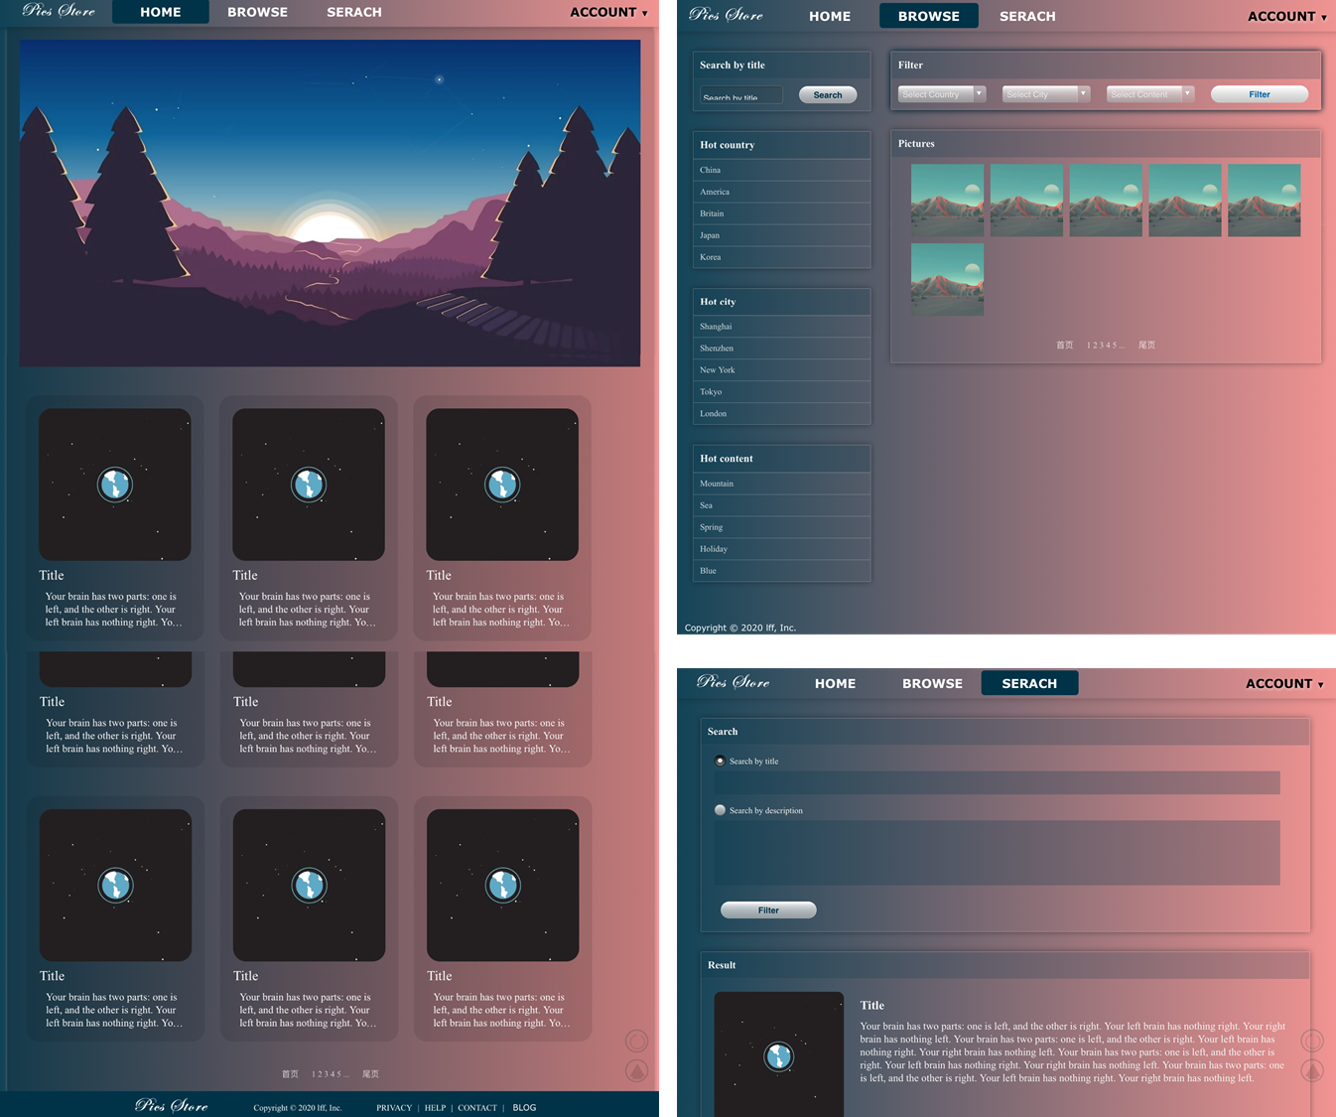 Pics Store HOME BROWSE SERACH ACCOUNT ▼
Title
Your brain has two parts: one is
left, and the other is right. Your
left brain has nothing right. Yo...
Title
Your brain has two parts: one is
left, and the other is right. Your
left brain has nothing right. Yo...
Title
Your brain has two parts: one is
left, and the other is right. Your
left brain has nothing right. Yo...
Title
Your brain has two parts: one is
left, and the other is right. Your
left brain has nothing right. Yo...
Title
Your brain has two parts: one is
left, and the other is right. Your
left brain has nothing right. Yo...
Title
Your brain has two parts: one is
left, and the other is right. Your
left brain has nothing right. Yo...
Title
Your brain has two parts: one is
left, and the other is right. Your
left brain has nothing right. Yo...
Title
Your brain has two parts: one is
left, and the other is right. Your
left brain has nothing right. Yo...
Title
Your brain has two parts: one is
left, and the other is right. Your
left brain has nothing right. Yo...
首页 1 2 3 4 5 ... 尾页
Pics Store Copyright © 2020 lff, Inc. PRIVACY | HELP | CONTACT | BLOG
Pics Store HOME BROWSE SERACH ACCOUNT ▼
Search by title
Search by title Search
Hot country
China
America
Britain
Japan
Korea
Hot city
Shanghai
Shenzhen
New York
Tokyo
London
Hot content
Mountain
Sea
Spring
Holiday
Blue
Filter
Select Country Select City Select Content Filter
Pictures
首页 1 2 3 4 5 ... 尾页
Copyright © 2020 lff, Inc.
Pics Store HOME BROWSE SERACH ACCOUNT ▼
Search
Search by title
Search by description
Filter
Result
Title
Your brain has two parts: one is left, and the other is right. Your left brain has nothing right. Your right
brain has nothing left. Your brain has two parts: one is left, and the other is right. Your left brain has
nothing right. Your right brain has nothing left. Your brain has two parts: one is left, and the other is
right. Your left brain has nothing right. Your right brain has nothing left. Your brain has two parts: one
is left, and the other is right. Your left brain has nothing right. Your right brain has nothing left.